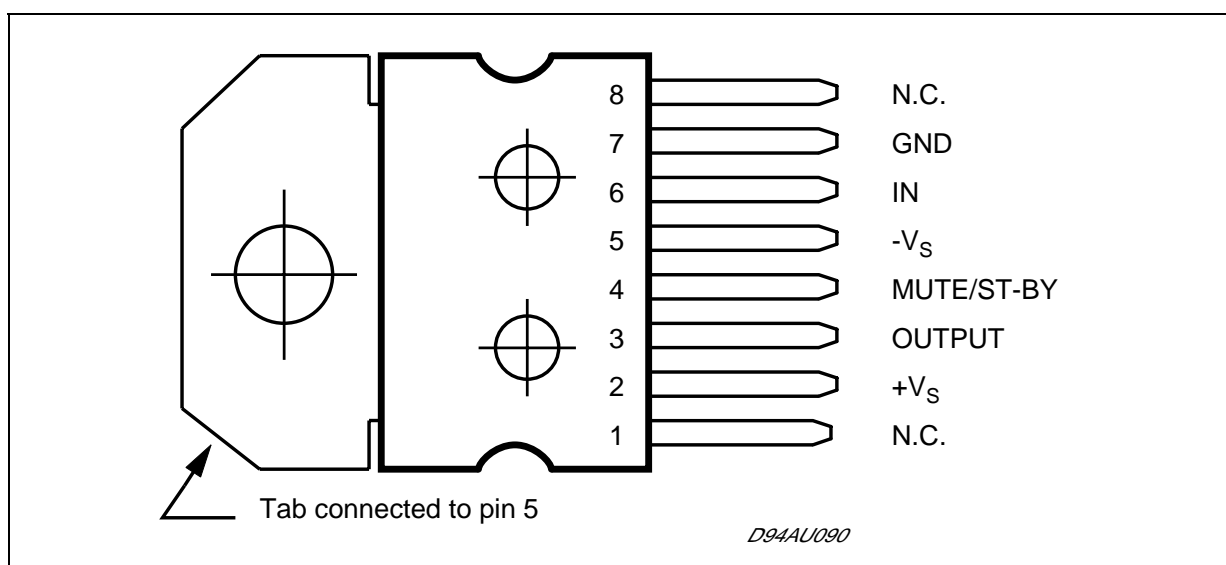 8 N.C.
7 GND
6 IN
5 -VS
4 MUTE/ST-BY
3 OUTPUT
2 +VS
1 N.C.
Tab connected to pin 5
D94AU090